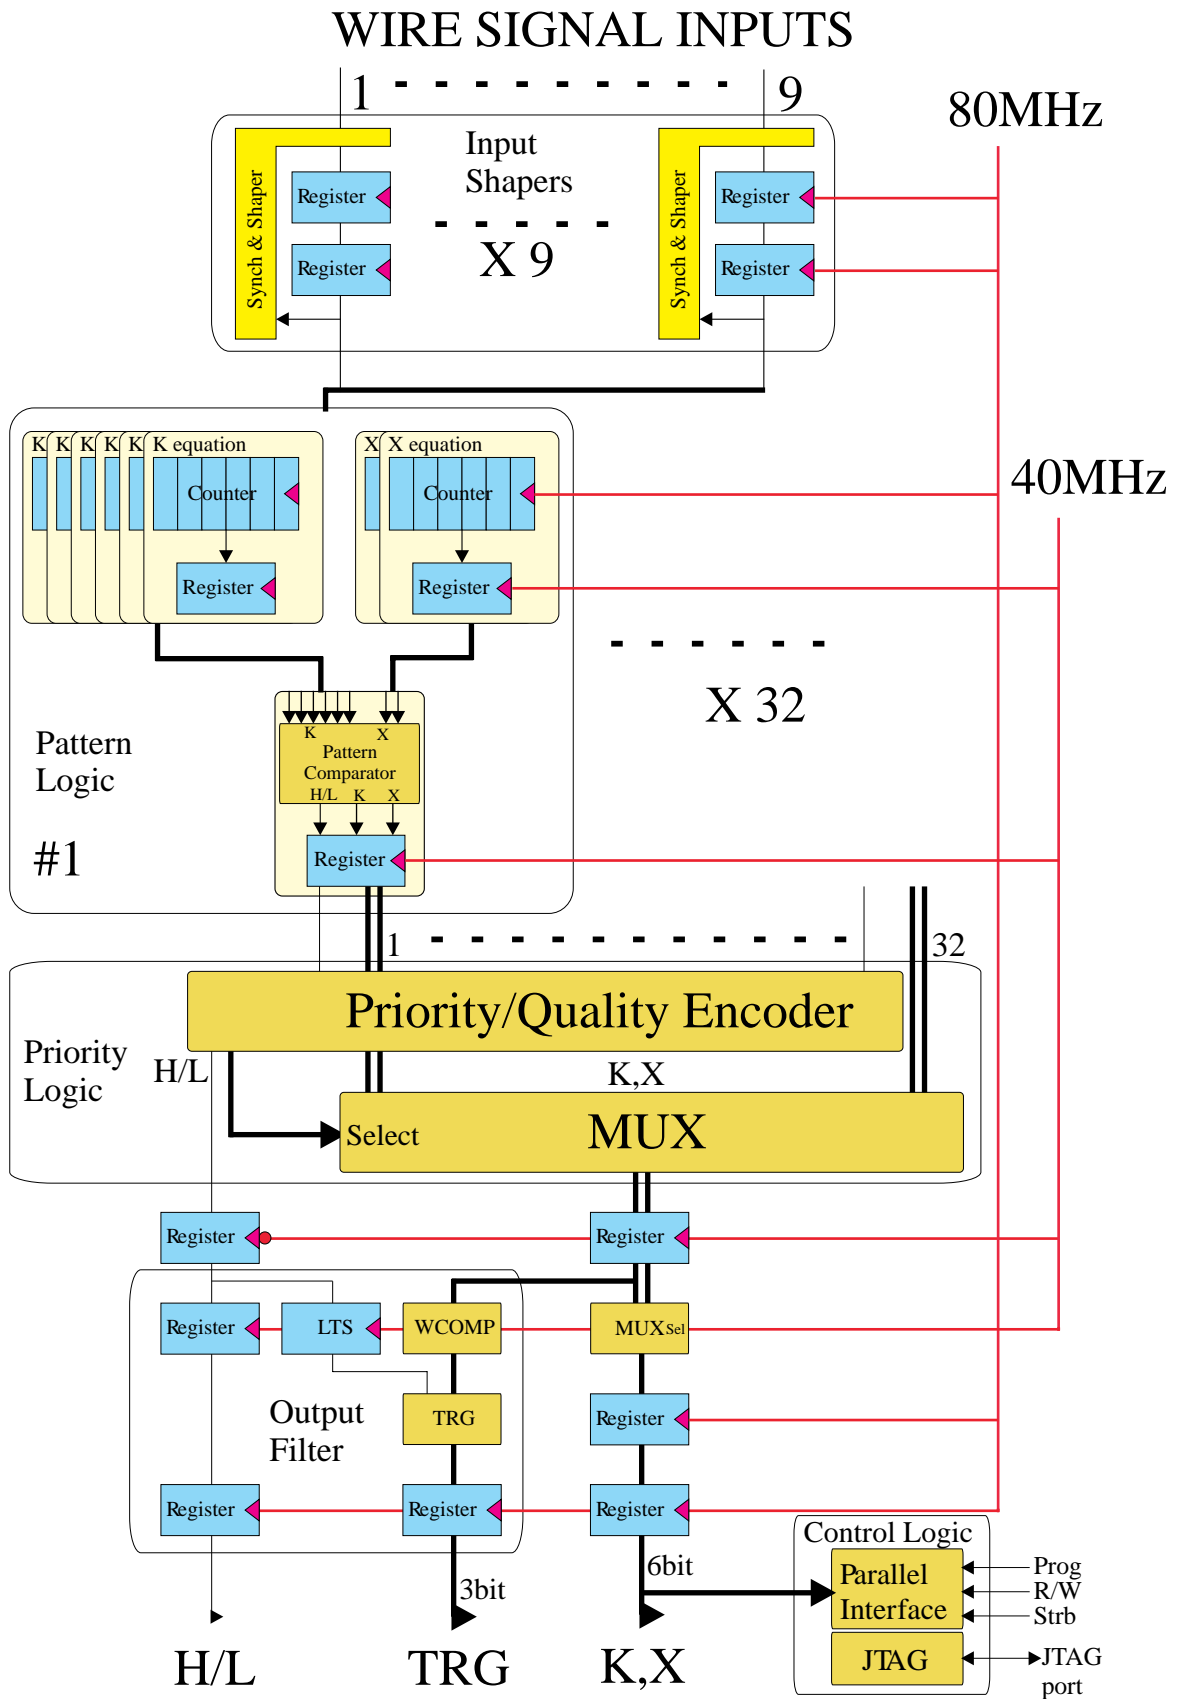 WIRE SIGNAL INPUTS
1
9
80MHz
Input
Shapers
X 9
Synch & Shaper
Register
Register
Synch & Shaper
Register
Register
K
K
K
K
K
K equation
X
X equation
Counter
Counter
40MHz
Register
Register
X 32
K
X
Pattern
Comparator
H/L
K
X
Pattern
Logic
Register
#1
1
32
Priority/Quality Encoder
Priority
Logic
H/L
K,X
Select
MUX
Register
Register
Register
LTS
WCOMP
MUX Sel
Output
Filter
TRG
Register
Register
Register
Register
Control Logic
6bit
3bit
Parallel
Interface
Prog
R/W
Strb
JTAG
JTAG
port
H/L
TRG
K,X